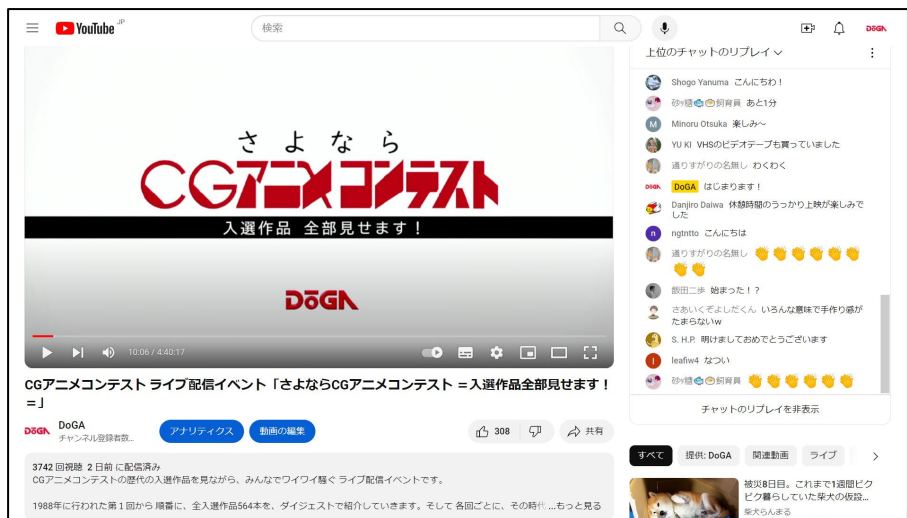 YouTube JP
検索
DōGA
さよなら
CGアニメコンテスト
入選作品 全部見せます！
DōGA
10:06 / 4:40:17
CGアニメコンテスト ライブ配信イベント「さよならCGアニメコンテスト ＝入選作品全部見せます！
＝」
DōGA
DoGA
チャンネル登録者数...
アナリティクス
動画の編集
308
共有
3742 回視聴 2 日前 に配信済み
CGアニメコンテストの歴代の入選作品を見ながら、みんなでワイワイ騒ぐ ライブ配信イベントです。
1988年に行われた第１回から 順番に、全入選作品564本を、ダイジェストで紹介していきます。そして 各回ごとに、その時代 ...もっと見る
上位のチャットのリプレイ
Shogo Yanuma こんにちわ！
飼育員 あと1分
M
Minoru Otsuka 楽しみ～
YU KI VHSのビデオテープも買っていました
通りすがりの名無し わくわく
DōGA
DoGA はじまります！
Danjiro Daiwa 休憩時間のうっかり上映が楽しみで
した
n
ngtntto こんにちは
通りすがりの名無し 👏👏👏👏👏👏
👏👏
飯田二歩 始まった！？
さあいくぞよしだくん いろんな意味で手作り感が
たまらないw
S. H.P. 明けましておめでとうございます
l
leafiw4 なつい
飼育員 👏👏👏👏👏👏
チャットのリプレイを非表示
すべて
提供: DoGA
関連動画
ライブ
被災8日目。これまで1週間ビク
ビク暮らしていた柴犬の仮設...
柴犬らんまる